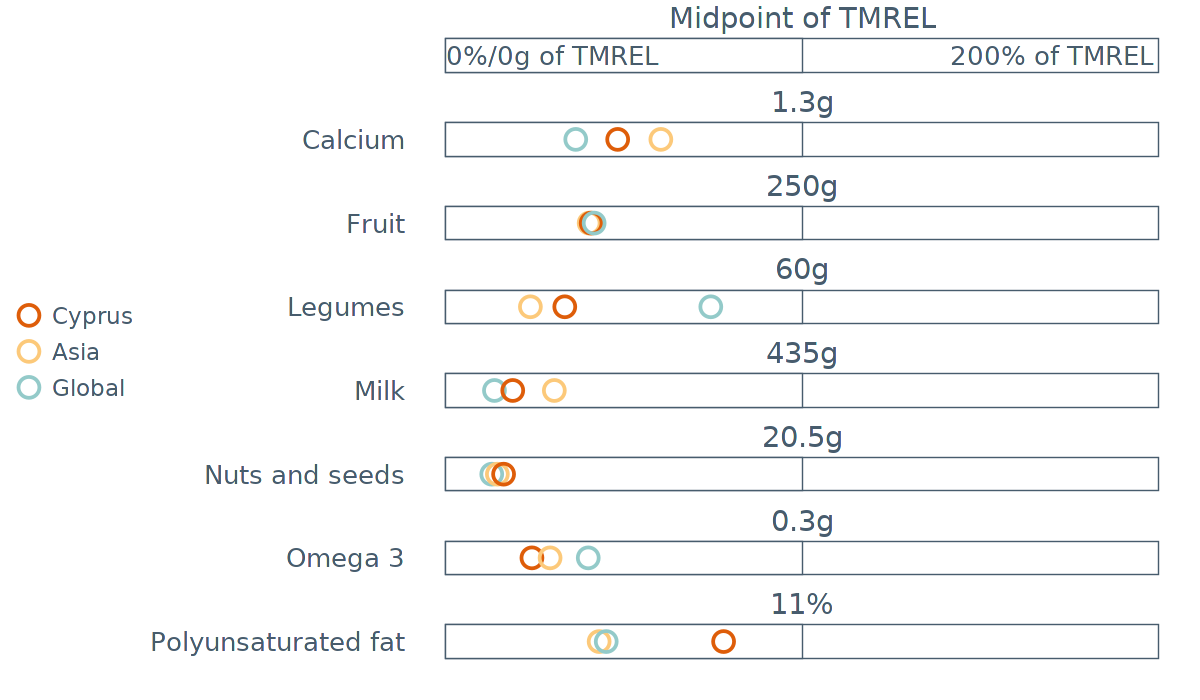 Midpoint of TMREL
0%/0g of TMREL 200% of TMREL
1.3g
Calcium
250g
Fruit
60g
Legumes
435g
Milk
20.5g
Nuts and seeds
0.3g
Omega 3
11%
Polyunsaturated fat
Cyprus
Asia
Global